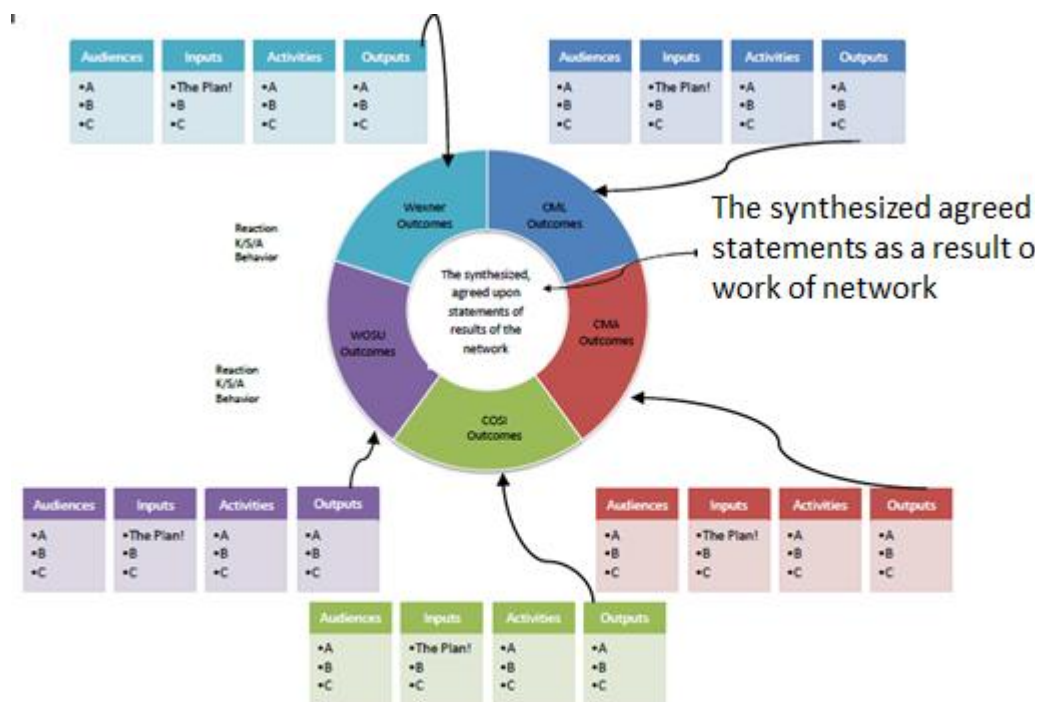 Audiences Inputs Activities Outputs
•A •The Plan! •A •A
•B •B •B •B
•C •C •C •C
Audiences Inputs Activities Outputs
•A •The Plan! •A •A
•B •B •B •B
•C •C •C •C
Wexner
Outcomes
CML
Outcomes
The synthesized agreed
statements as a result o
work of network
Reaction
K/S/A
Behavior
The synthesized,
agreed upon
statements of
results of the
network
WOSU
Outcomes
CMA
Outcomes
Reaction
K/S/A
Behavior
COSI
Outcomes
Audiences Inputs Activities Outputs
•A •The Plan! •A •A
•B •B •B •B
•C •C •C •C
Audiences Inputs Activities Outputs
•A •The Plan! •A •A
•B •B •B •B
•C •C •C •C
Audiences Inputs Activities Outputs
•A •The Plan! •A •A
•B •B •B •B
•C •C •C •C